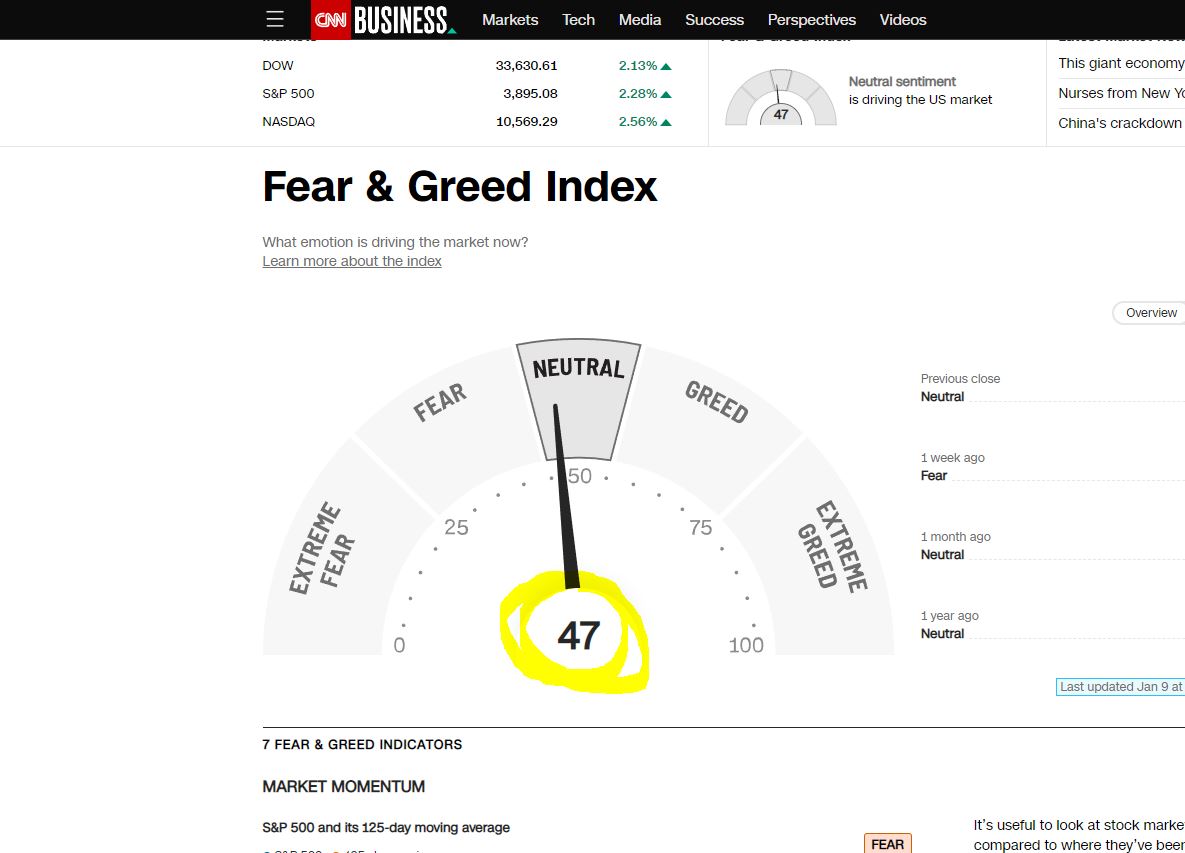 CNN BUSINESS Markets Tech Media Success Perspectives Videos
DOW 33,630.61 2.13%
S&P 500 3,895.08 2.28%
NASDAQ 10,569.29 2.56%
47
Neutral sentiment
is driving the US market
This giant economy
Nurses from New
China's crackdown
Fear & Greed Index
What emotion is driving the market now?
Learn more about the index
Overview
EXTREME FEAR
FEAR
NEUTRAL
GREED
EXTREME GREED
0
25
50
75
100
47
Previous close
Neutral
1 week ago
Fear
1 month ago
Neutral
1 year ago
Neutral
Last updated Jan 9 at
7 FEAR & GREED INDICATORS
MARKET MOMENTUM
S&P 500 and its 125-day moving average
FEAR
It's useful to look at stock marke
compared to where they've been